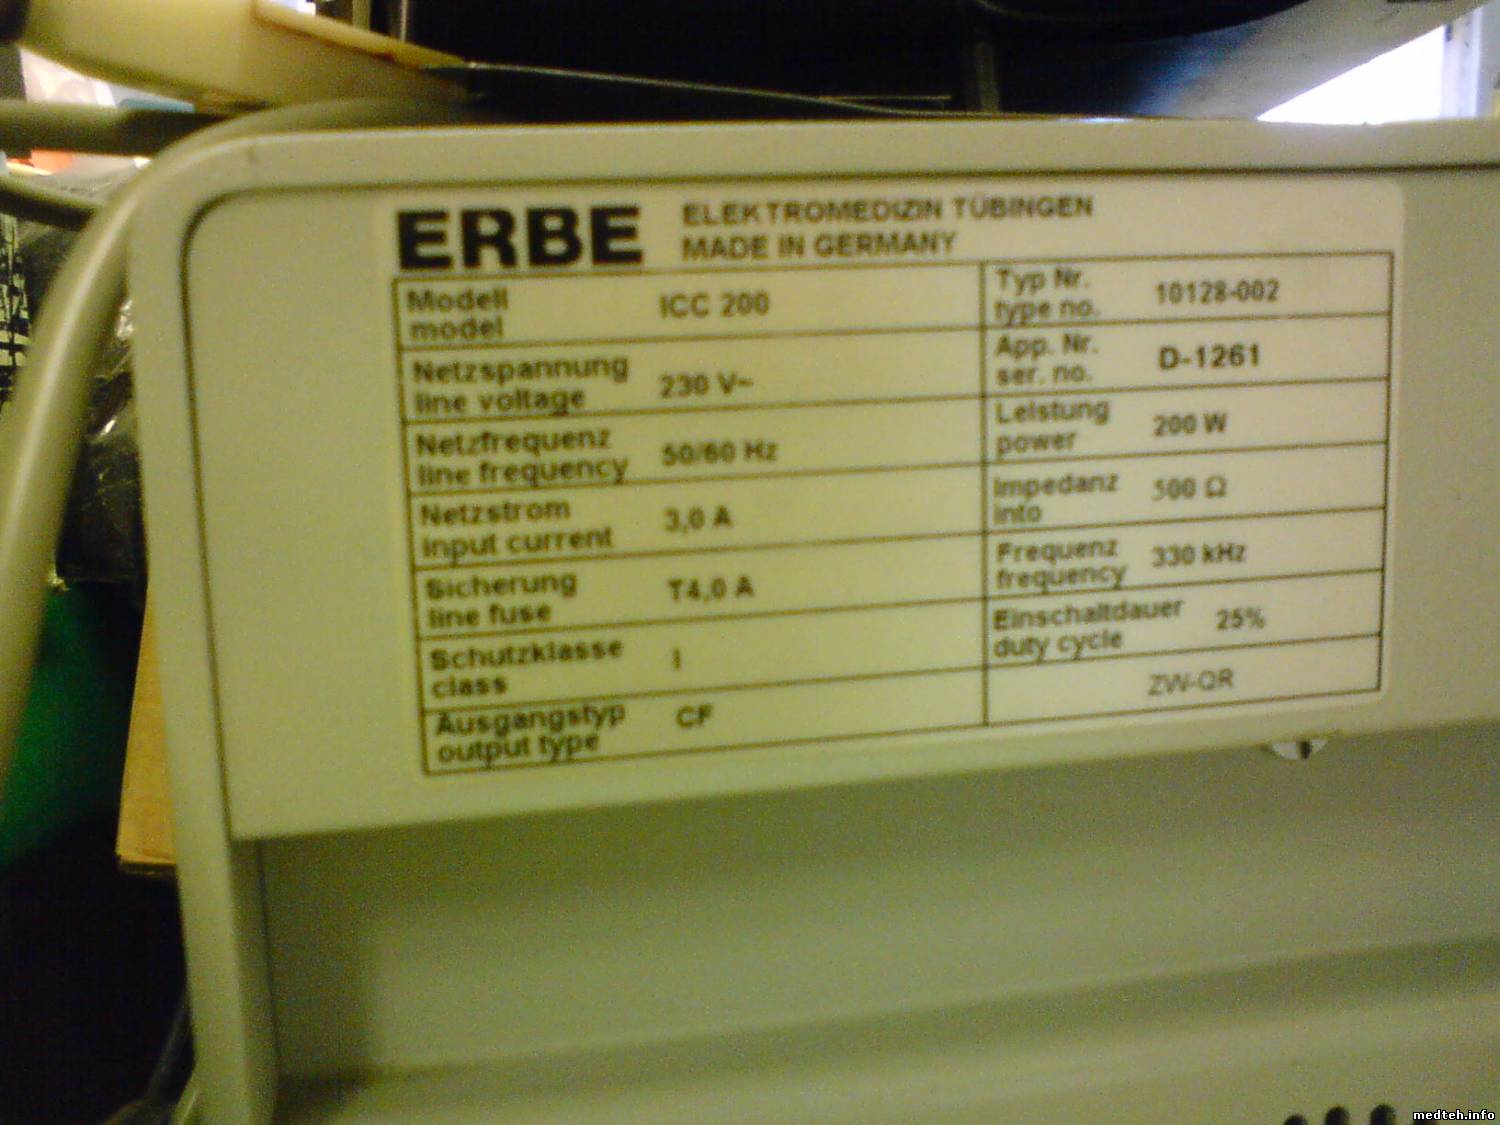 ERBE
ELEKTROMEDIZIN TÜBINGEN
MADE IN GERMANY
Modell
model
ICC 200
Typ Nr.
type no.
10128-002
Netzspannung
line voltage
230 V~
App. Nr.
ser. no.
D-1261
Netzfrequenz
line frequency
50/60 Hz
Leistung
power
200 W
Netzstrom
input current
3,0 A
Impedanz
into
500 Ω
Sicherung
line fuse
T4,0 A
Frequenz
frequency
330 kHz
Schutzklasse
class
I
Einschaltdauer
duty cycle
25%
Ausgangstyp
output type
CF
ZW-QR
medteh.info